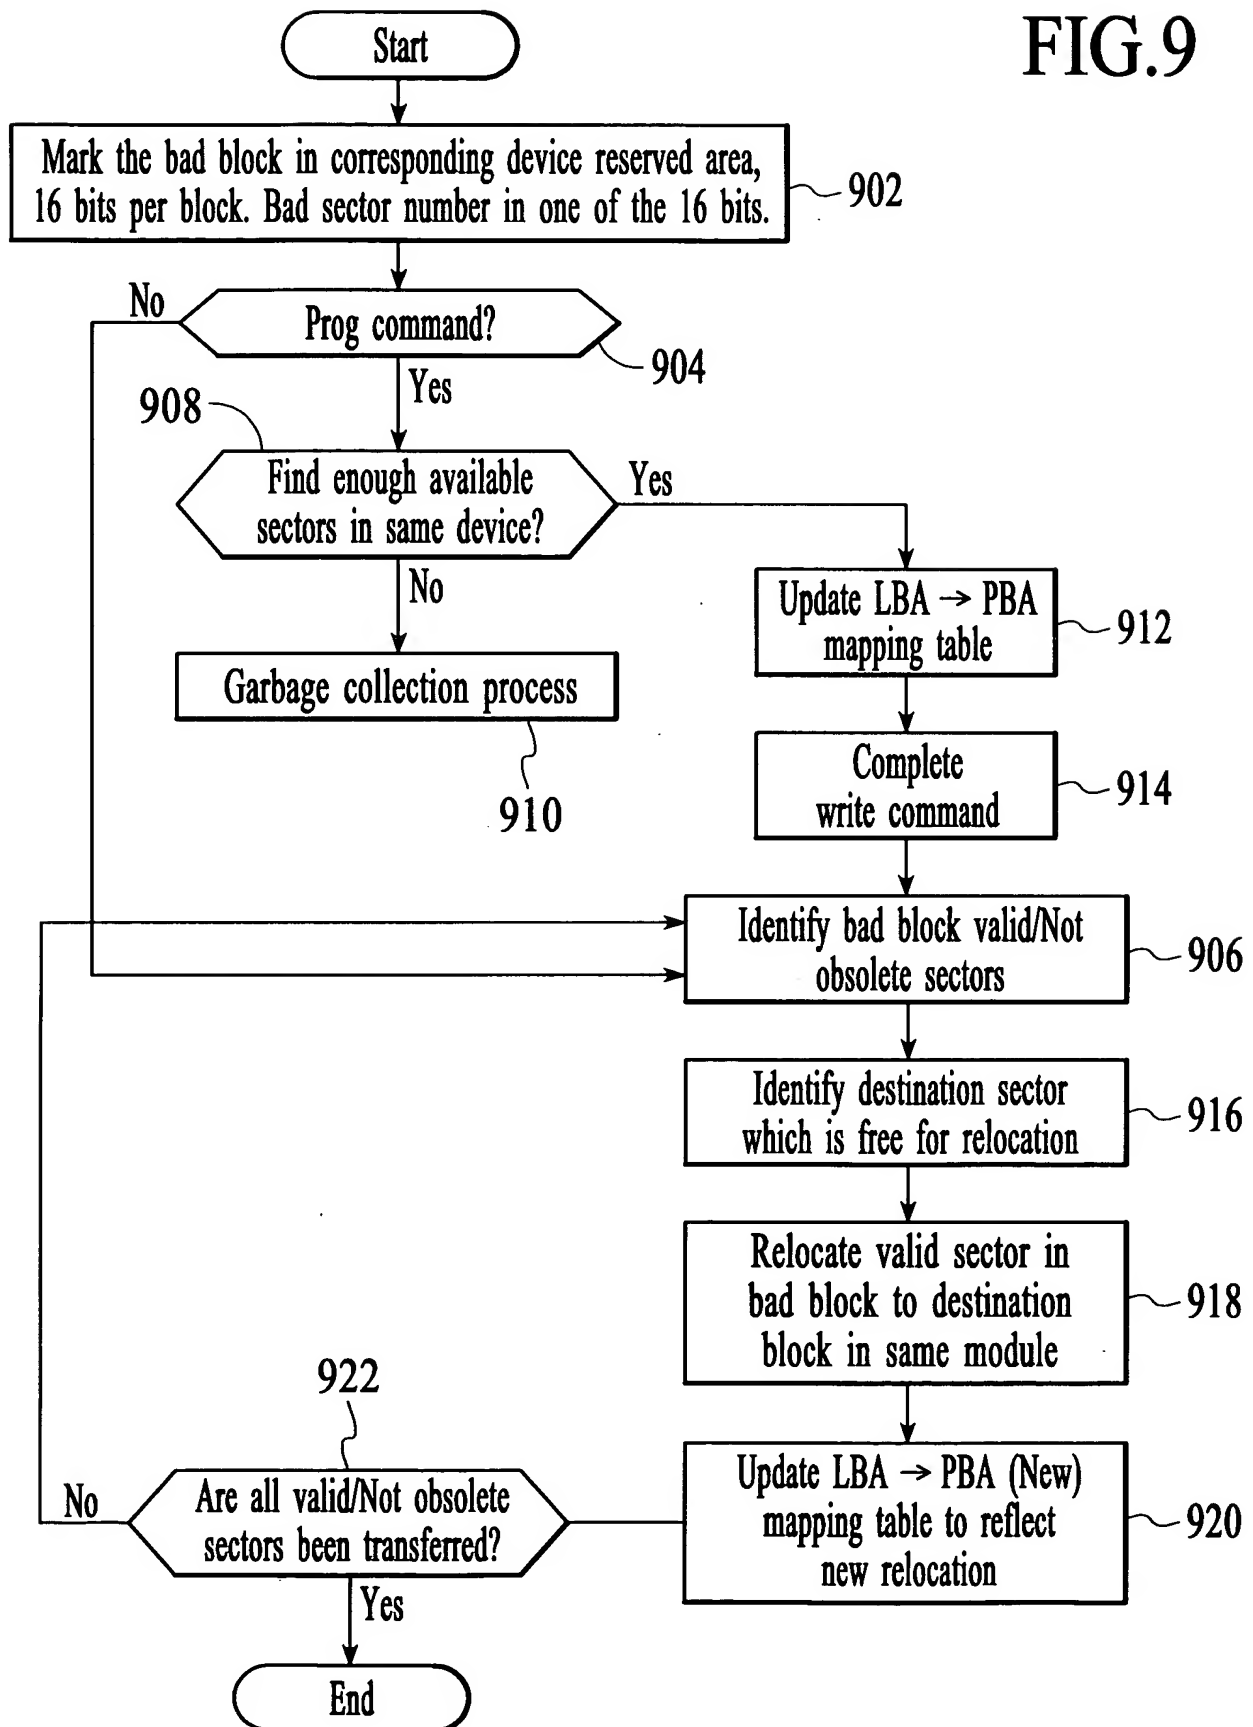 FIG.9
Start
Mark the bad block in corresponding device reserved area,
16 bits per block. Bad sector number in one of the 16 bits.
902
No
Prog command?
904
Yes
908
Find enough available
sectors in same device?
Yes
No
Update LBA → PBA
mapping table
912
Garbage collection process
910
Complete
write command
914
Identify bad block valid/Not
obsolete sectors
906
Identify destination sector
which is free for relocation
916
Relocate valid sector in
bad block to destination
block in same module
918
922
No
Are all valid/Not obsolete
sectors been transferred?
Update LBA → PBA (New)
mapping table to reflect
new relocation
920
Yes
End